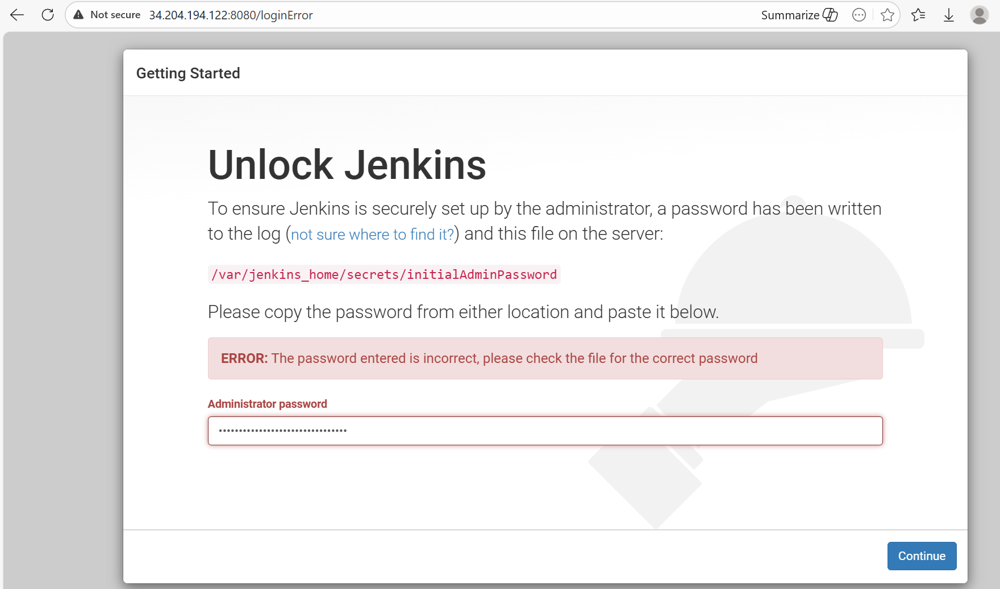 Not secure 34.204.194.122:8080/loginError Summarize
Getting Started
Unlock Jenkins
To ensure Jenkins is securely set up by the administrator, a password has been written
to the log (not sure where to find it?) and this file on the server:
/var/jenkins_home/secrets/initialAdminPassword
Please copy the password from either location and paste it below.
ERROR: The password entered is incorrect, please check the file for the correct password
Administrator password
Continue